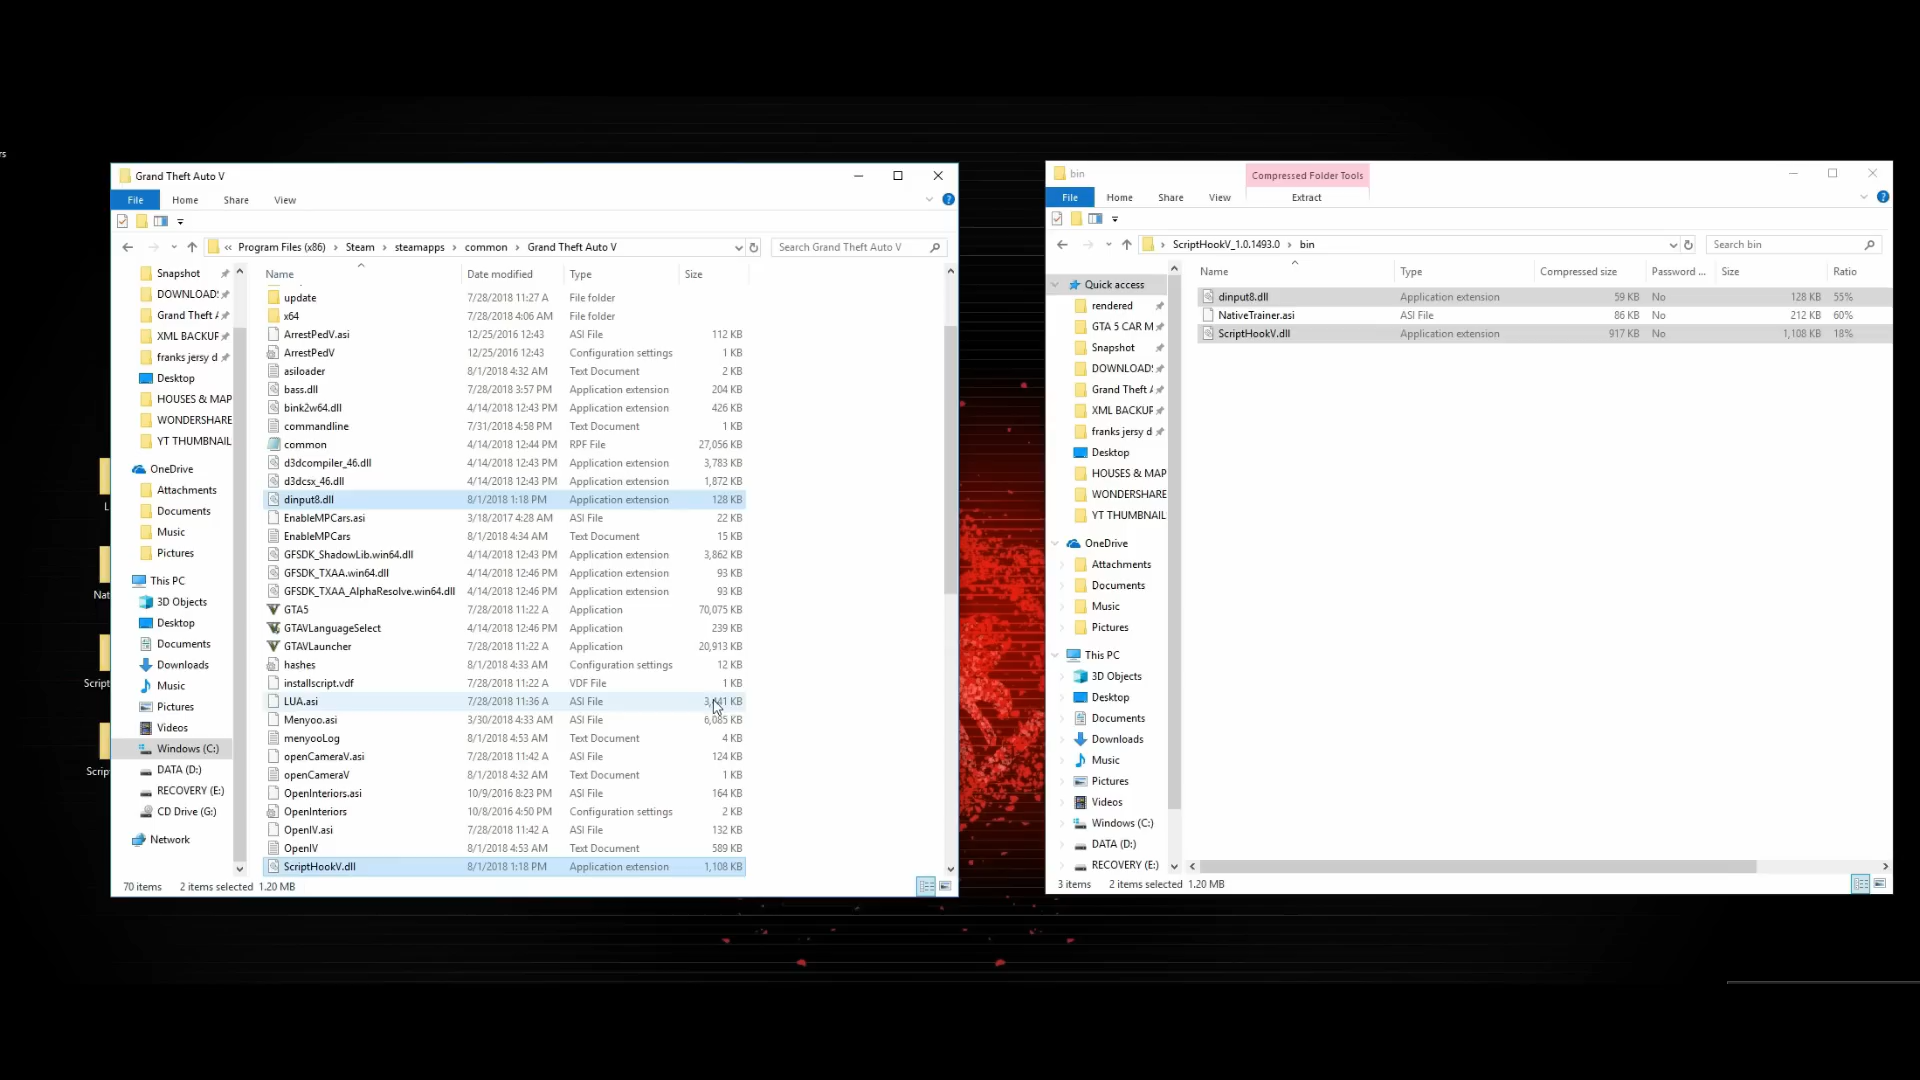 rs
L
Nat
Script
Scrip
Grand Theft Auto V
File Home Share View
« Program Files (x86) › Steam › steamapps › common › Grand Theft Auto V
Search Grand Theft Auto V
Snapshot
DOWNLOAD:
Grand Theft A
XML BACKUF
franks jersy d
Desktop
HOUSES & MAP
WONDERSHARE
YT THUMBNAIL
OneDrive
Attachments
Documents
Music
Pictures
This PC
3D Objects
Desktop
Documents
Downloads
Music
Pictures
Videos
Windows (C:)
DATA (D:)
RECOVERY (E:)
CD Drive (G:)
Network
Name Date modified Type Size
update 7/28/2018 11:27 A File folder
x64 7/28/2018 4:06 AM File folder
ArrestPedV.asi 12/25/2016 12:43 ASI File 112 KB
ArrestPedV 12/25/2016 12:43 Configuration settings 1 KB
asiloader 8/1/2018 4:32 AM Text Document 2 KB
bass.dll 7/28/2018 3:57 PM Application extension 204 KB
bink2w64.dll 4/14/2018 12:43 PM Application extension 426 KB
commandline 7/31/2018 4:58 PM Text Document 1 KB
common 4/14/2018 12:44 PM RPF File 27,056 KB
d3dcompiler_46.dll 4/14/2018 12:43 PM Application extension 3,783 KB
d3dcsx_46.dll 4/14/2018 12:43 PM Application extension 1,872 KB
dinput8.dll 8/1/2018 1:18 PM Application extension 128 KB
EnableMPCars.asi 3/18/2017 4:28 AM ASI File 22 KB
EnableMPCars 8/1/2018 4:34 AM Text Document 15 KB
GFSDK_ShadowLib.win64.dll 4/14/2018 12:43 PM Application extension 3,862 KB
GFSDK_TXAA.win64.dll 4/14/2018 12:46 PM Application extension 93 KB
GFSDK_TXAA_AlphaResolve.win64.dll 4/14/2018 12:46 PM Application extension 93 KB
GTA5 7/28/2018 11:22 A Application 70,075 KB
GTAVLanguageSelect 4/14/2018 12:46 PM Application 239 KB
GTAVLauncher 7/28/2018 11:22 A Application 20,913 KB
hashes 8/1/2018 4:33 AM Configuration settings 12 KB
installscript.vdf 7/28/2018 11:22 A VDF File 1 KB
LUA.asi 7/28/2018 11:36 A ASI File KB
Menyoo.asi 3/30/2018 4:33 AM ASI File 6,085 KB
menyooLog 8/1/2018 4:53 AM Text Document 4 KB
openCameraV.asi 7/28/2018 11:42 A ASI File 124 KB
openCameraV 8/1/2018 4:32 AM Text Document 1 KB
OpenInteriors.asi 10/9/2016 8:23 PM ASI File 164 KB
OpenInteriors 10/8/2016 4:50 PM Configuration settings 2 KB
OpenIV.asi 7/28/2018 11:42 A ASI File 132 KB
OpenIV 8/1/2018 4:53 AM Text Document 589 KB
ScriptHookV.dll 8/1/2018 1:18 PM Application extension 1,108 KB
70 items 2 items selected 1.20 MB
bin Compressed Folder Tools
File Home Share View Extract
› ScriptHookV_1.0.1493.0 › bin
Search bin
Quick access
rendered
GTA 5 CAR M
Snapshot
DOWNLOAD:
Grand Theft A
XML BACKUF
franks jersy d
Desktop
HOUSES & MAP
WONDERSHARE
YT THUMBNAIL
OneDrive
Attachments
Documents
Music
Pictures
This PC
3D Objects
Desktop
Documents
Downloads
Music
Pictures
Videos
Windows (C:)
DATA (D:)
RECOVERY (E:)
Name Type Compressed size Password ... Size Ratio
dinput8.dll Application extension 59 KB No 128 KB 55%
NativeTrainer.asi ASI File 86 KB No 212 KB 60%
ScriptHookV.dll Application extension 917 KB No 1,108 KB 18%
3 items 2 items selected 1.20 MB